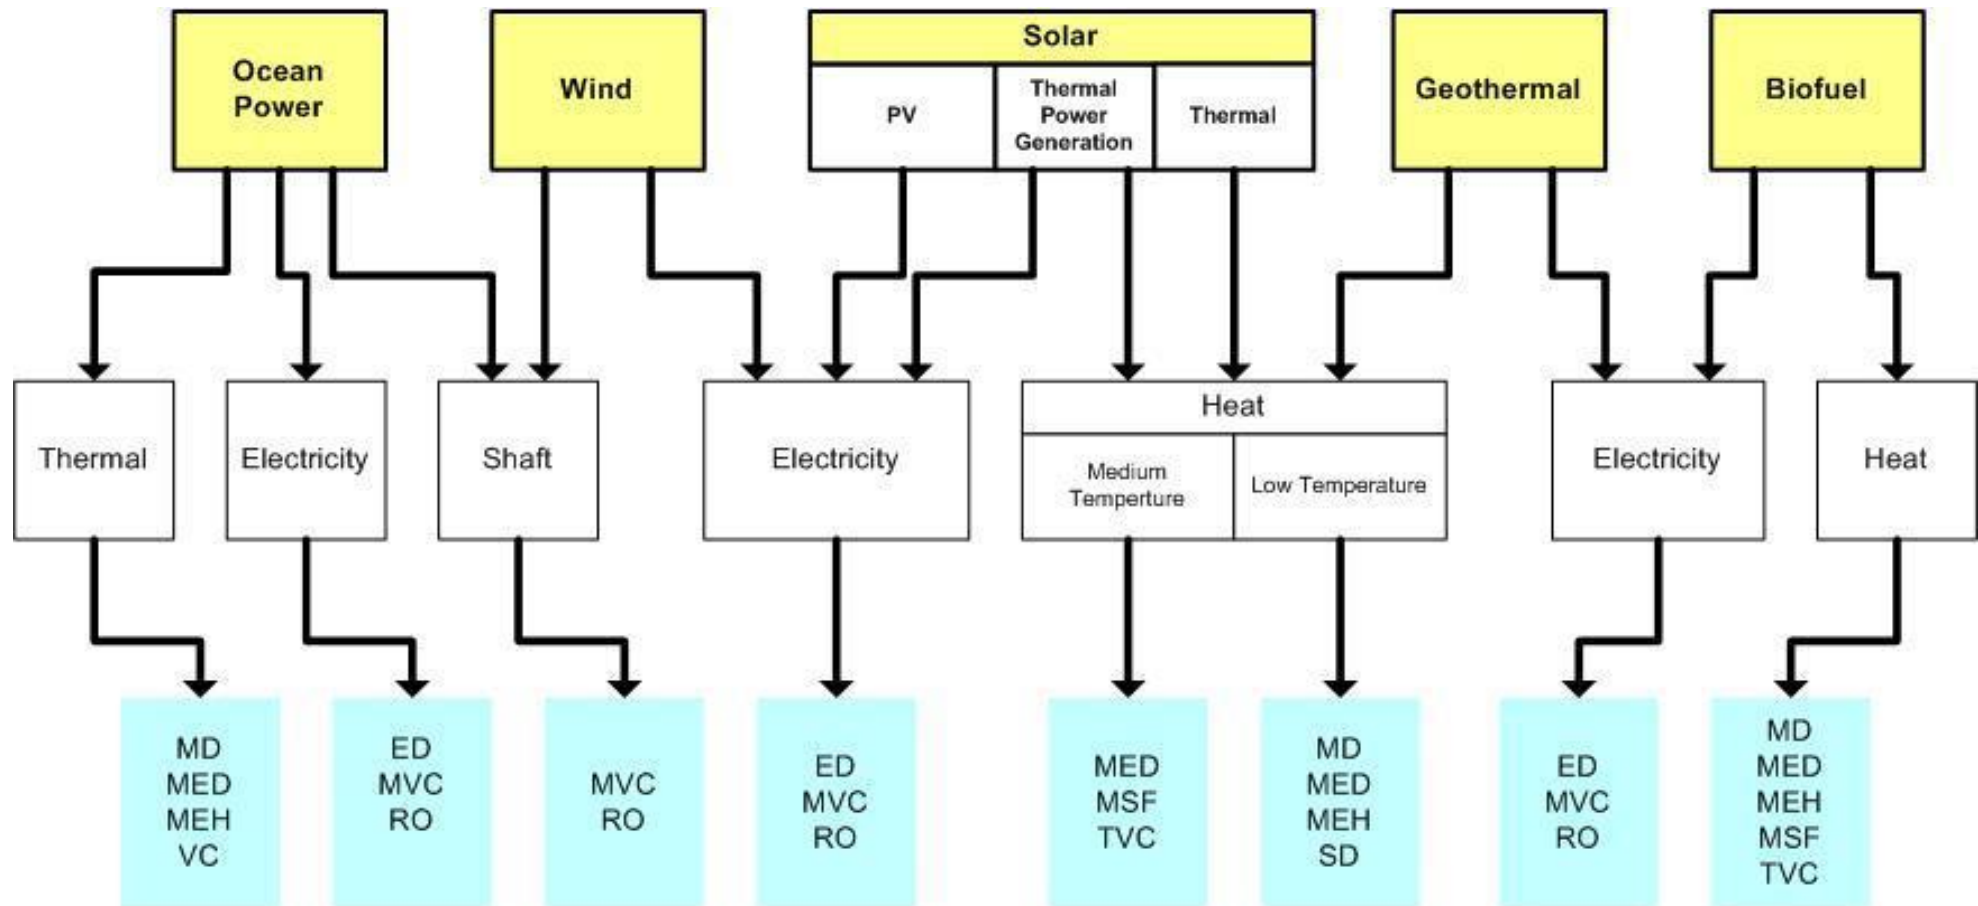 Ocean
Power
Wind
Solar
PV
Thermal
Power
Generation
Thermal
Geothermal
Biofuel
Thermal
Electricity
Shaft
Electricity
Heat
Medium
Temperture
Low Temperature
Electricity
Heat
MD
MED
MEH
VC
ED
MVC
RO
MVC
RO
ED
MVC
RO
MED
MSF
TVC
MD
MED
MEH
SD
ED
MVC
RO
MD
MED
MEH
MSF
TVC